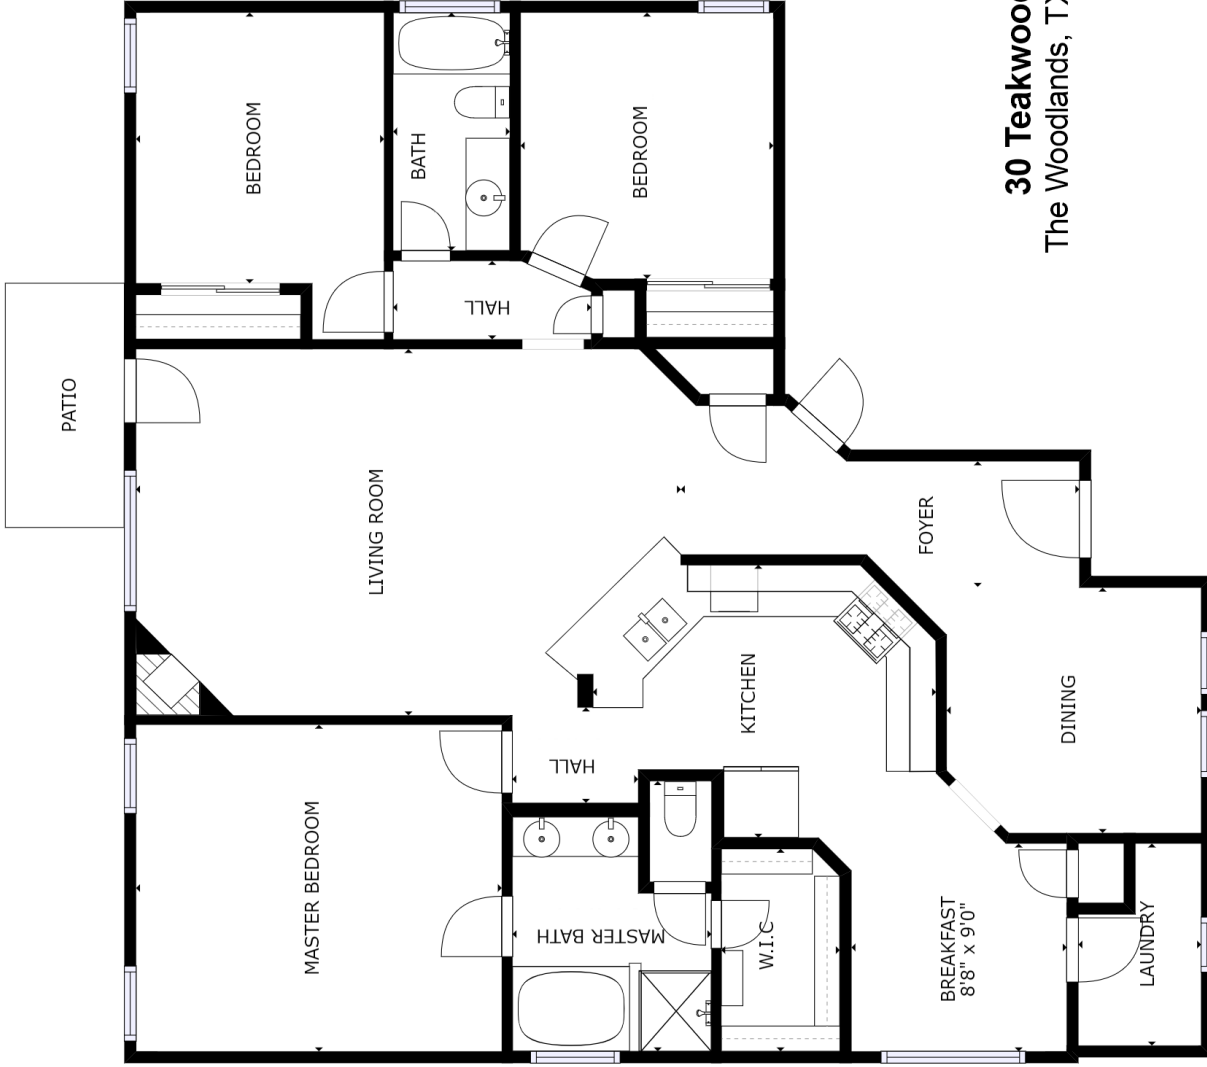 30 Teakwood
The Woodlands, TX
BEDROOM
BATH
BEDROOM
HALL
PATIO
LIVING ROOM
FOYER
KITCHEN
DINING
HALL
MASTER BEDROOM
MASTER BATH
W.I.C
BREAKFAST
8'8" x 9'0"
LAUNDRY